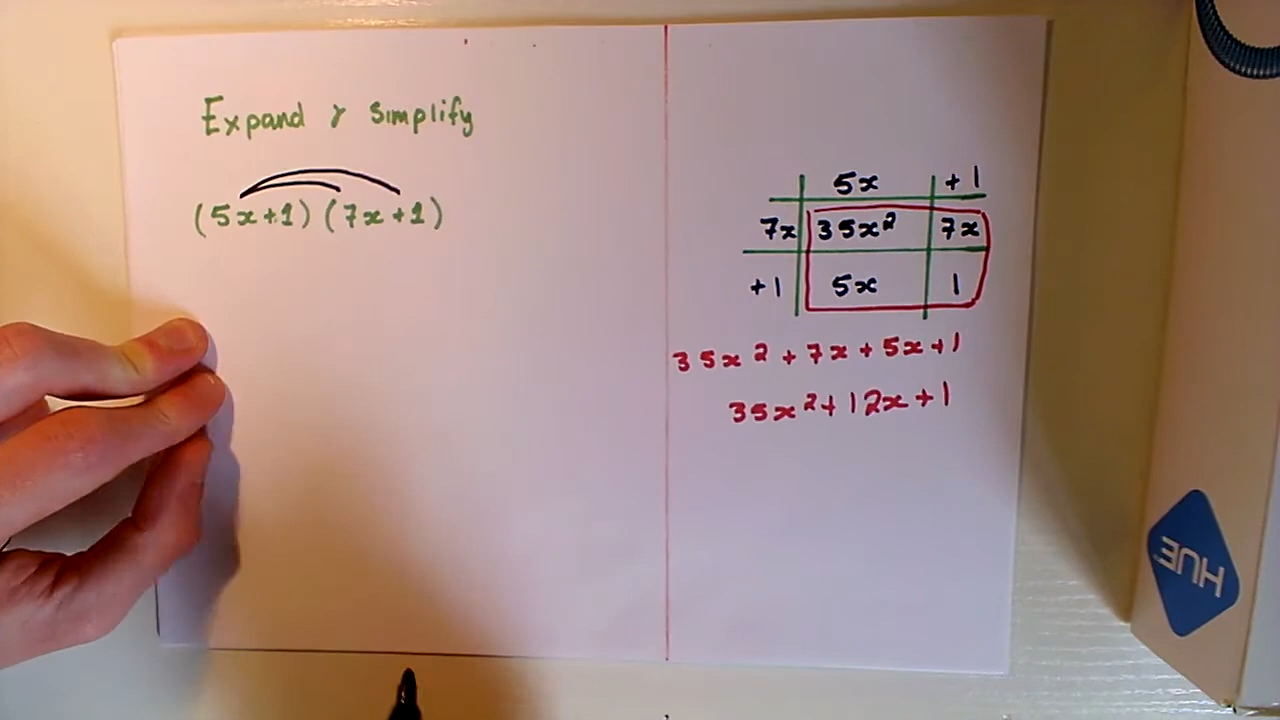 Expand & simplify
(5x+1)(7x+1)
5x +1
7x 35x² 7x
+1 5x 1
35x² + 7x + 5x + 1
35x² + 12x + 1
HUE